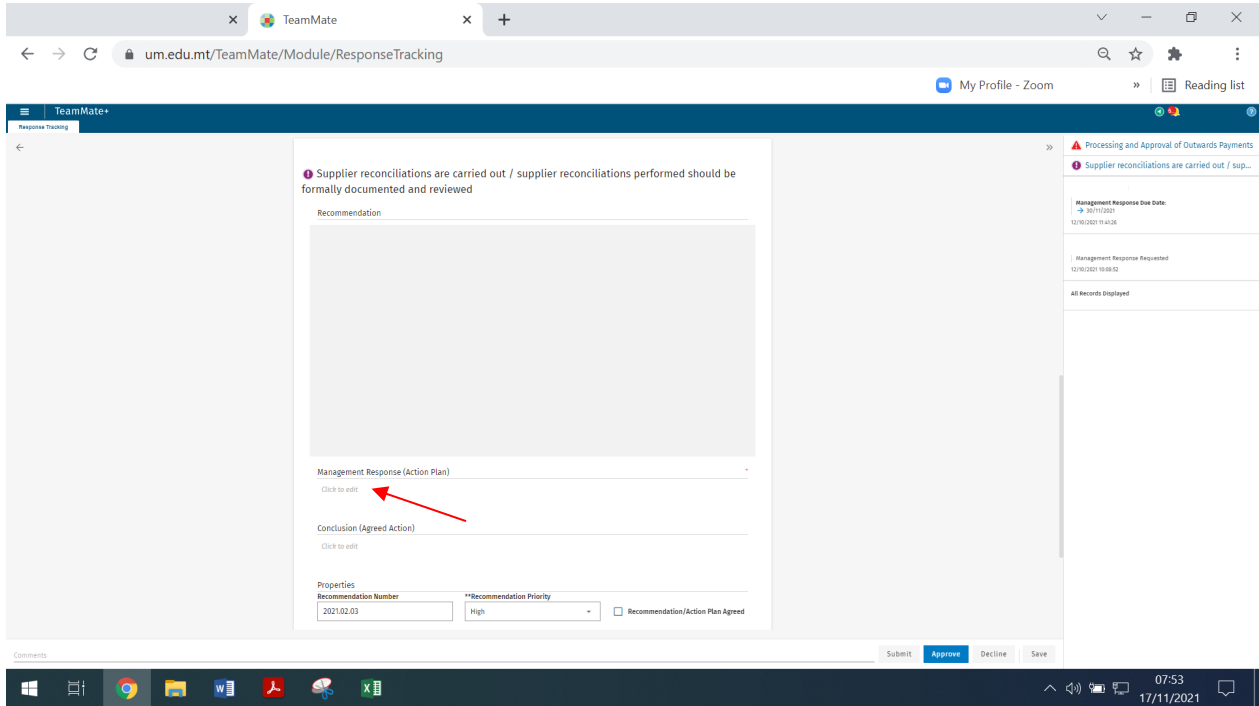 TeamMate
um.edu.mt/TeamMate/Module/ResponseTracking
My Profile - Zoom
»
Reading list
TeamMate+
Response Tracking
Supplier reconciliations are carried out / supplier reconciliations performed should be
formally documented and reviewed
Recommendation
Management Response (Action Plan)
*
Click to edit
Conclusion (Agreed Action)
Click to edit
Properties
Recommendation Number
**Recommendation Priority
2021.02.03
High
Recommendation/Action Plan Agreed
»
Processing and Approval of Outwards Payments
Supplier reconciliations are carried out / sup...
Management Response Due Date:
→ 30/11/2021
12/10/2021 11:41:26
Management Response Requested
12/10/2021 10:08:52
All Records Displayed
Comments
Submit
Approve
Decline
Save
07:53
17/11/2021